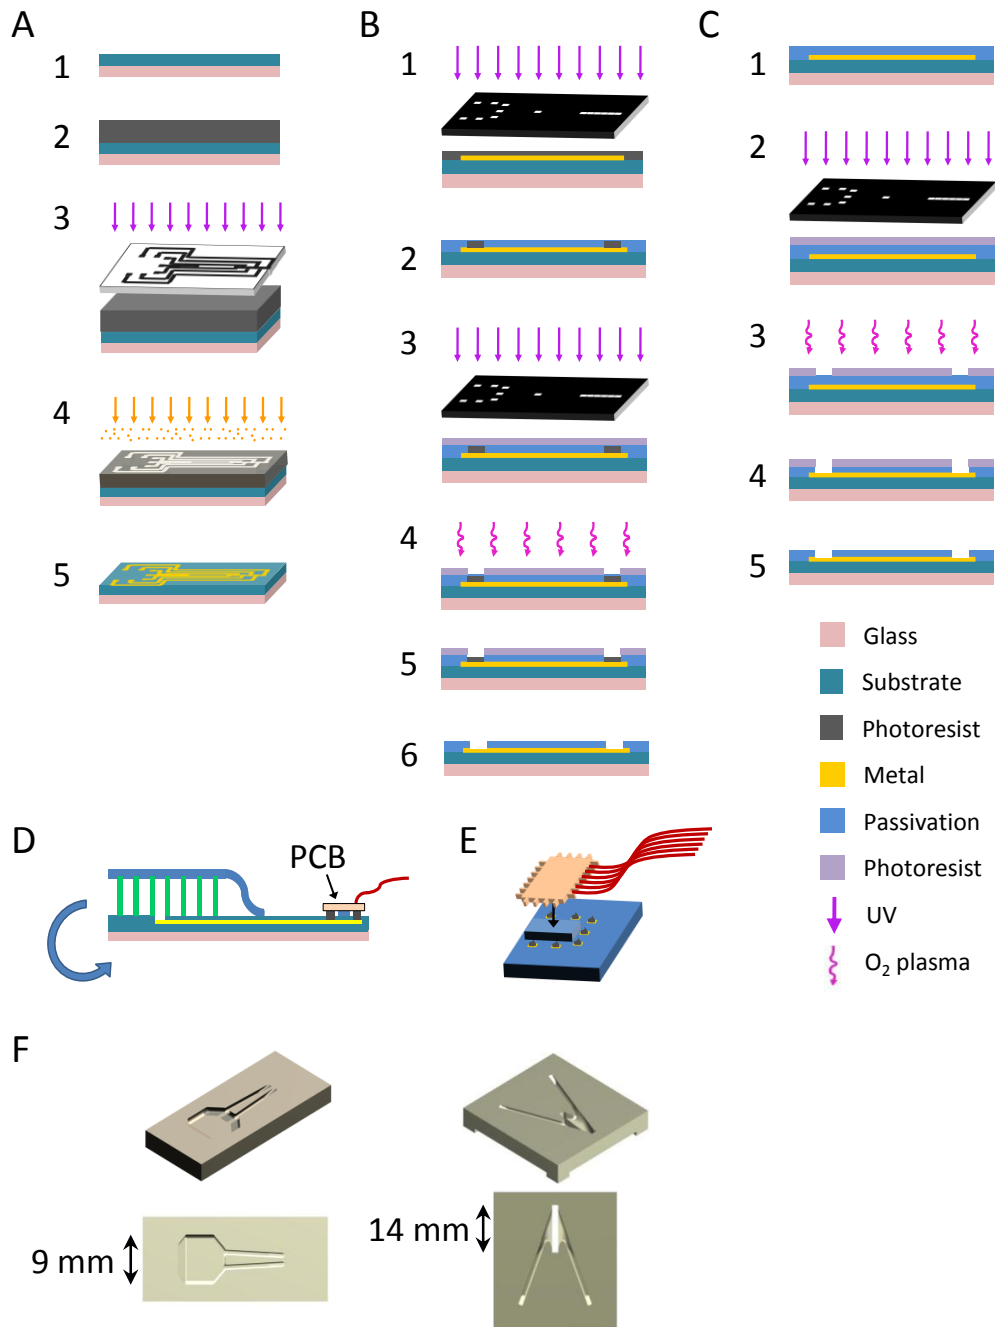 A
1
2
3
4
5
B
1
2
3
4
5
6
C
1
2
3
4
5
Glass
Substrate
Photoresist
Metal
Passivation
Photoresist
UV
O₂ plasma
D
PCB
E
F
9 mm
14 mm